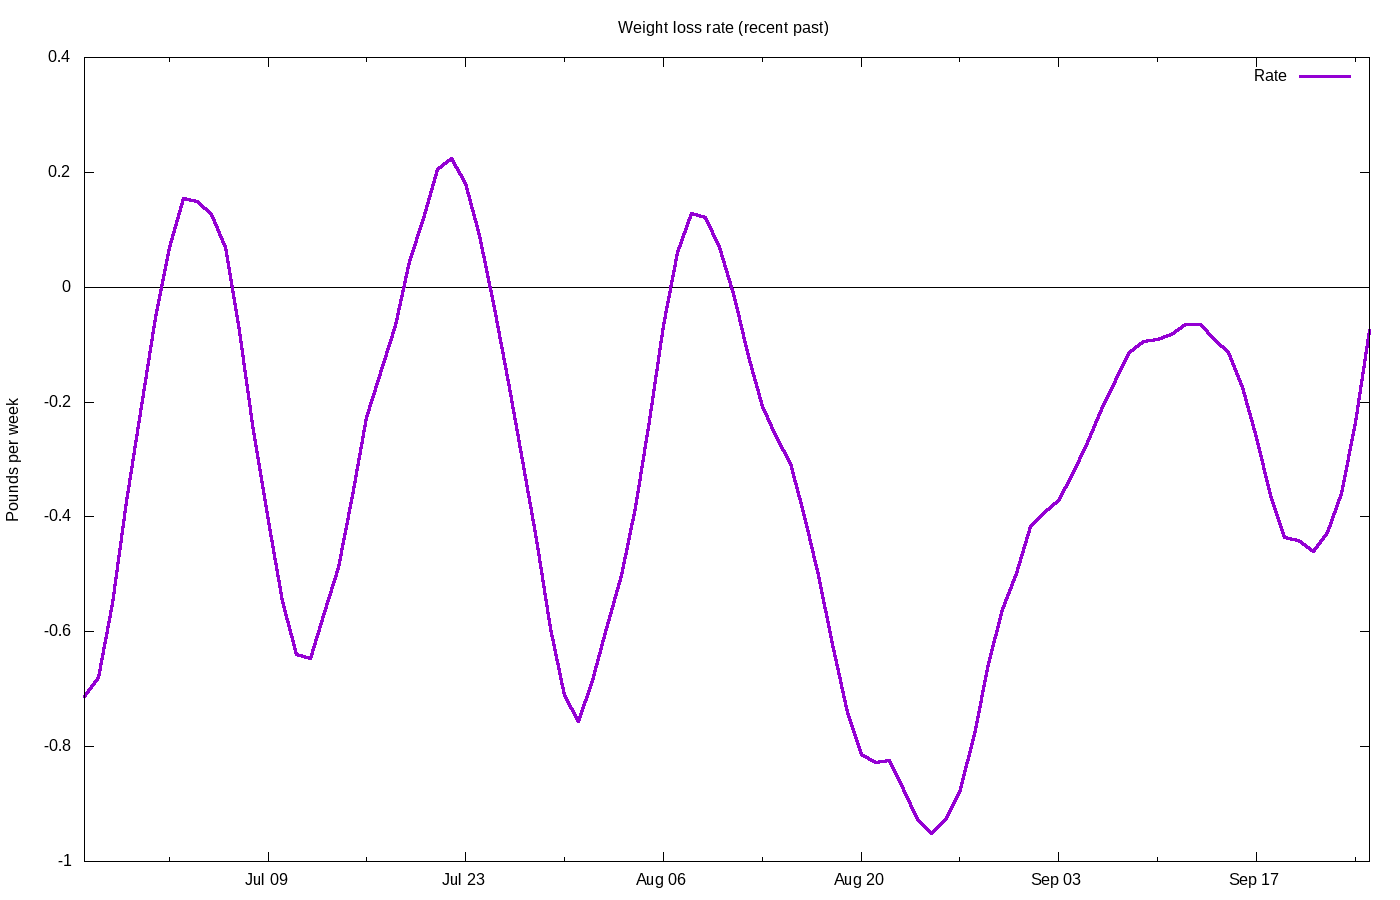 Weight loss rate (recent past)
0.4
Rate
0.2
0
-0.2
Pounds per week
-0.4
-0.6
-0.8
-1
Jul 09
Jul 23
Aug 06
Aug 20
Sep 03
Sep 17